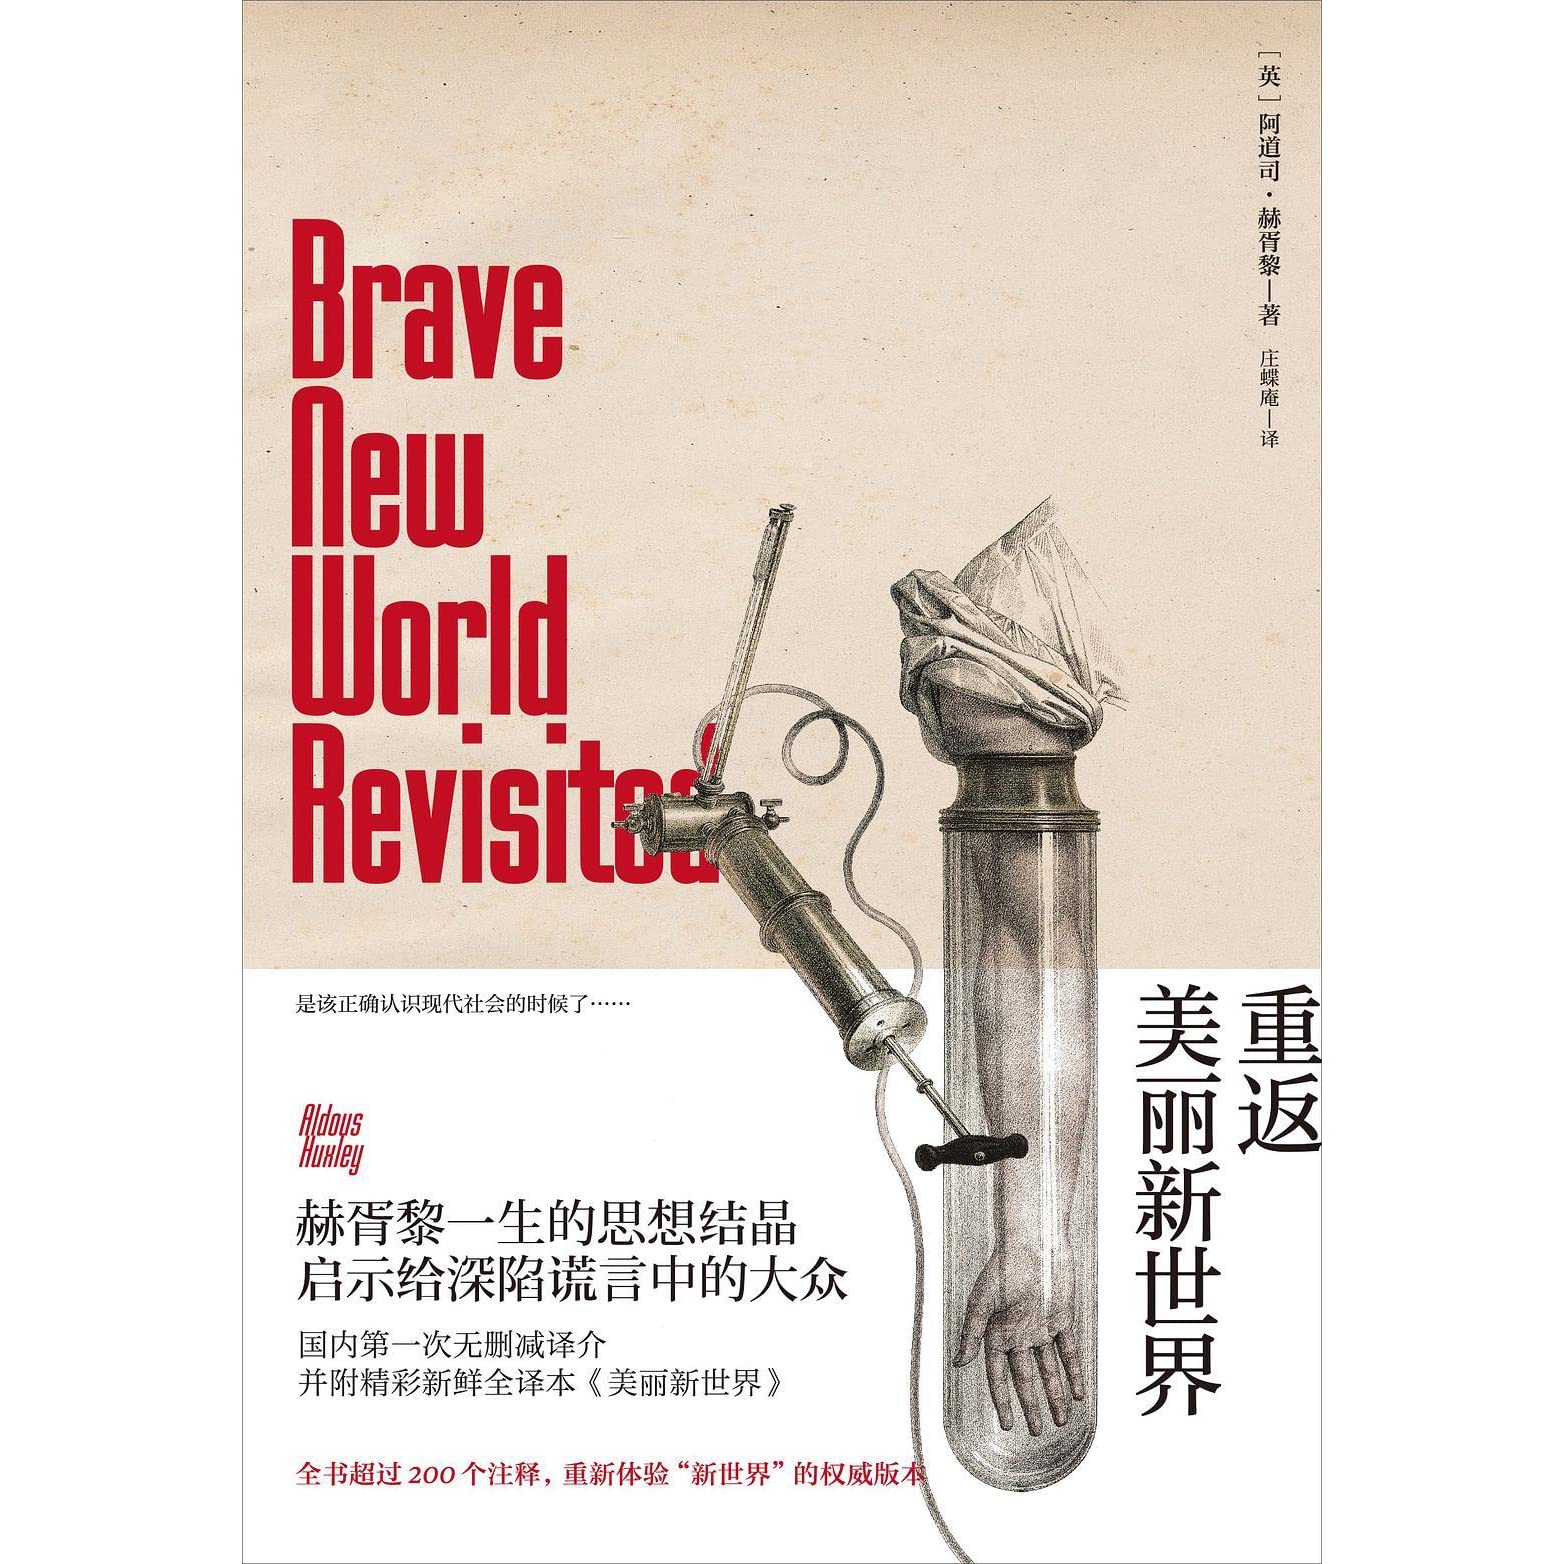 [英]阿道司·赫胥黎—著 庄蝶庵—译
Brave
New
World
Revisited
重返
美丽新世界
是该正确认识现代社会的时候了……
Aldous
Huxley
赫胥黎一生的思想结晶
启示给深陷谎言中的大众
国内第一次无删减译介
并附精彩新鲜全译本《美丽新世界》
全书超过200个注释，重新体验“新世界”的权威版本